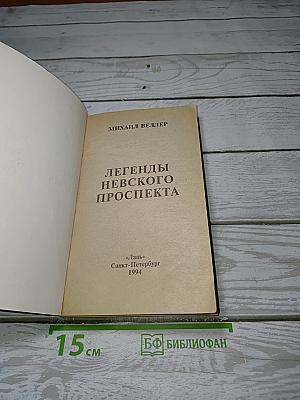 МИХАИЛ ВЕЛЛЕР
ЛЕГЕНДЫ
НЕВСКОГО
ПРОСПЕКТА
«Лань»
Санкт-Петербург
1994
15 см
БФ БИБЛИОФАН